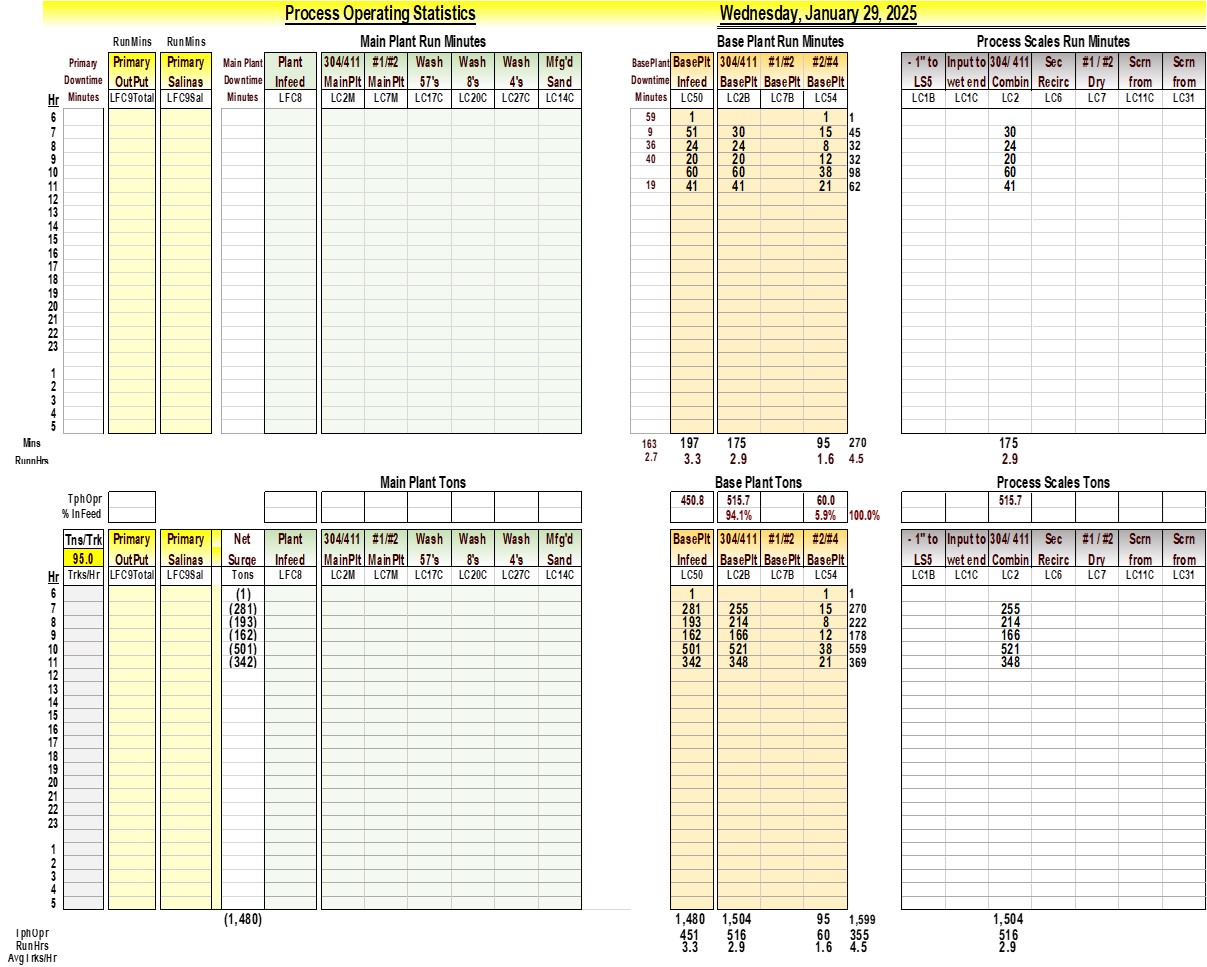 Process Operating Statistics Wednesday, January 29, 2025
RunMins RunMins Main Plant Run Minutes Base Plant Run Minutes Process Scales Run Minutes
Primary Primary Primary Main Plant Plant 304/411 #1/#2 Wash Wash Wash Mfg'd BasePlant BasePlt 304/411 #1/#2 #2/#4 - 1" to Input to 304/ 411 Sec #1 / #2 Scrn Scrn
Downtime OutPut Salinas Downtime Infeed MainPlt MainPlt 57's 8's 4's Sand Downtime Infeed BasePlt BasePlt BasePlt LS5 wet end Combin Recirc Dry from from
Hr Minutes LFC9Total LFC9Sal Minutes LFC8 LC2M LC7M LC17C LC20C LC27C LC14C Minutes LC50 LC2B LC7B LC54 LC1B LC1C LC2 LC6 LC7 LC11C LC31
6 59 1 1 1
7 9 51 30 15 45 30
8 36 24 24 8 32 24
9 40 20 20 12 32 20
10 60 60 38 98 60
11 19 41 41 21 62 41
12
13
14
15
16
17
18
19
20
21
22
23
1
2
3
4
5
Mins 163 197 175 95 270 175
RunnHrs 2.7 3.3 2.9 1.6 4.5 2.9
Main Plant Tons Base Plant Tons Process Scales Tons
TphOpr 450.8 515.7 60.0 515.7
% InFeed 94.1% 5.9% 100.0%
Tns/Trk Primary Primary Net Plant 304/411 #1/#2 Wash Wash Wash Mfg'd BasePlt 304/411 #1/#2 #2/#4 - 1" to Input to 304/ 411 Sec #1 / #2 Scrn Scrn
95.0 OutPut Salinas Surge Infeed MainPlt MainPlt 57's 8's 4's Sand Infeed BasePlt BasePlt BasePlt LS5 wet end Combin Recirc Dry from from
Hr Trks/Hr LFC9Total LFC9Sal Tons LFC8 LC2M LC7M LC17C LC20C LC27C LC14C LC50 LC2B LC7B LC54 LC1B LC1C LC2 LC6 LC7 LC11C LC31
6 (1) 1 1 1
7 (281) 281 255 15 270 255
8 (193) 193 214 8 222 214
9 (162) 162 166 12 178 166
10 (501) 501 521 38 559 521
11 (342) 342 348 21 369 348
12
13
14
15
16
17
18
19
20
21
22
23
1
2
3
4
5
(1,480) 1,480 1,504 95 1,599 1,504
TphOpr 451 516 60 355 516
RunHrs 3.3 2.9 1.6 4.5 2.9
AvgTrks/Hr